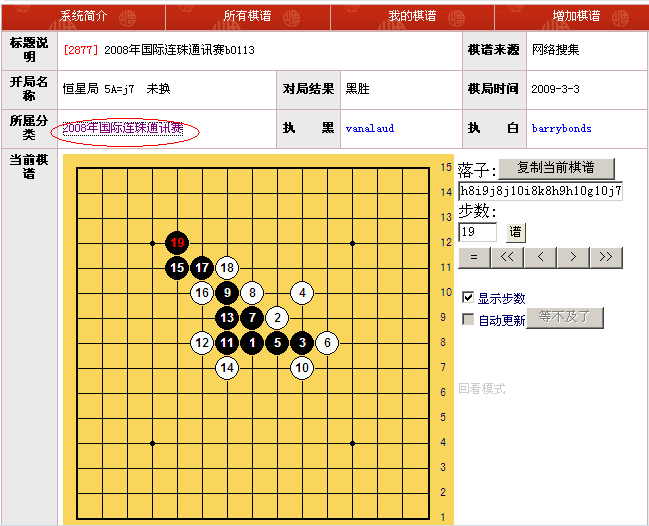 系统简介 所有棋谱 我的棋谱 增加棋谱
标题说明 [2877] 2008年国际连珠通讯赛b0113 棋谱来源 网络搜集
开局名称 恒星局 5A=j7 未换 对局结果 黑胜 棋局时间 2009-3-3
所属分类 2008年国际连珠通讯赛 执 黑 vanalaud 执 白 barrybonds
当前棋谱
15
14
13
19 12
15 17 18 11
16 9 8 4 10
13 7 2 9
12 11 1 5 3 6 8
14 10 7
6
5
4
3
2
1
落子: 复制当前棋谱
h8i9j8j10i8k8h9h10g10j7
步数:
19 谱
= << < > >>
显示步数
自动更新 等不及了
回看模式